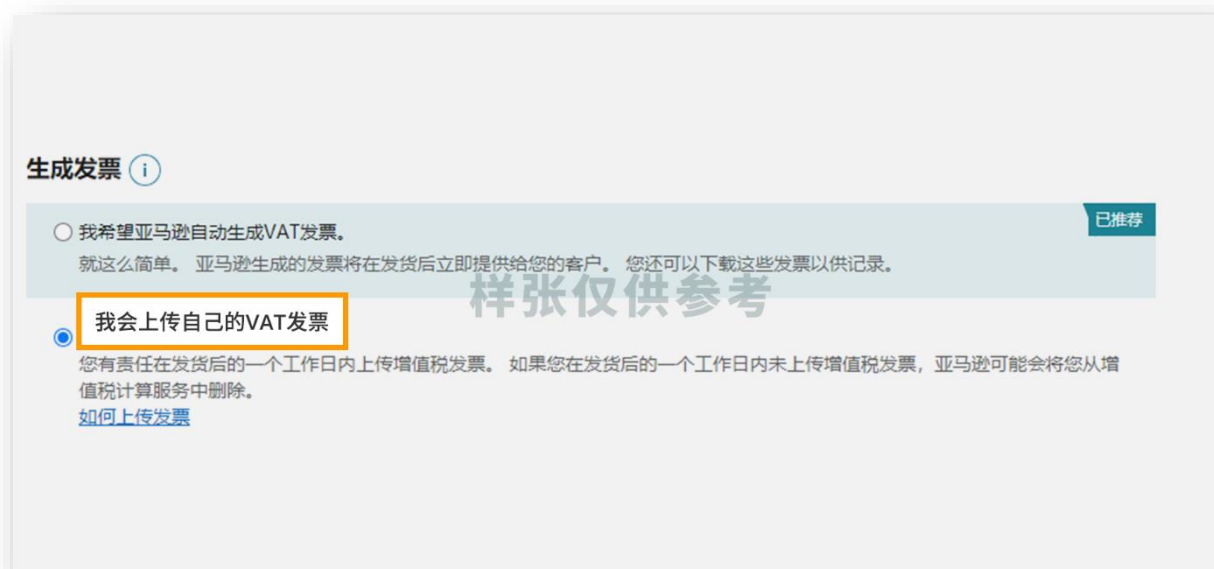 生成发票 i
已推荐
我希望亚马逊自动生成VAT发票。
就这么简单。 亚马逊生成的发票将在发货后立即提供给您的客户。 您还可以下载这些发票以供记录。
样张仅供参考
我会上传自己的VAT发票
您有责任在发货后的一个工作日内上传增值税发票。 如果您在发货后的一个工作日内未上传增值税发票，亚马逊可能会将您从增
值税计算服务中删除。
如何上传发票